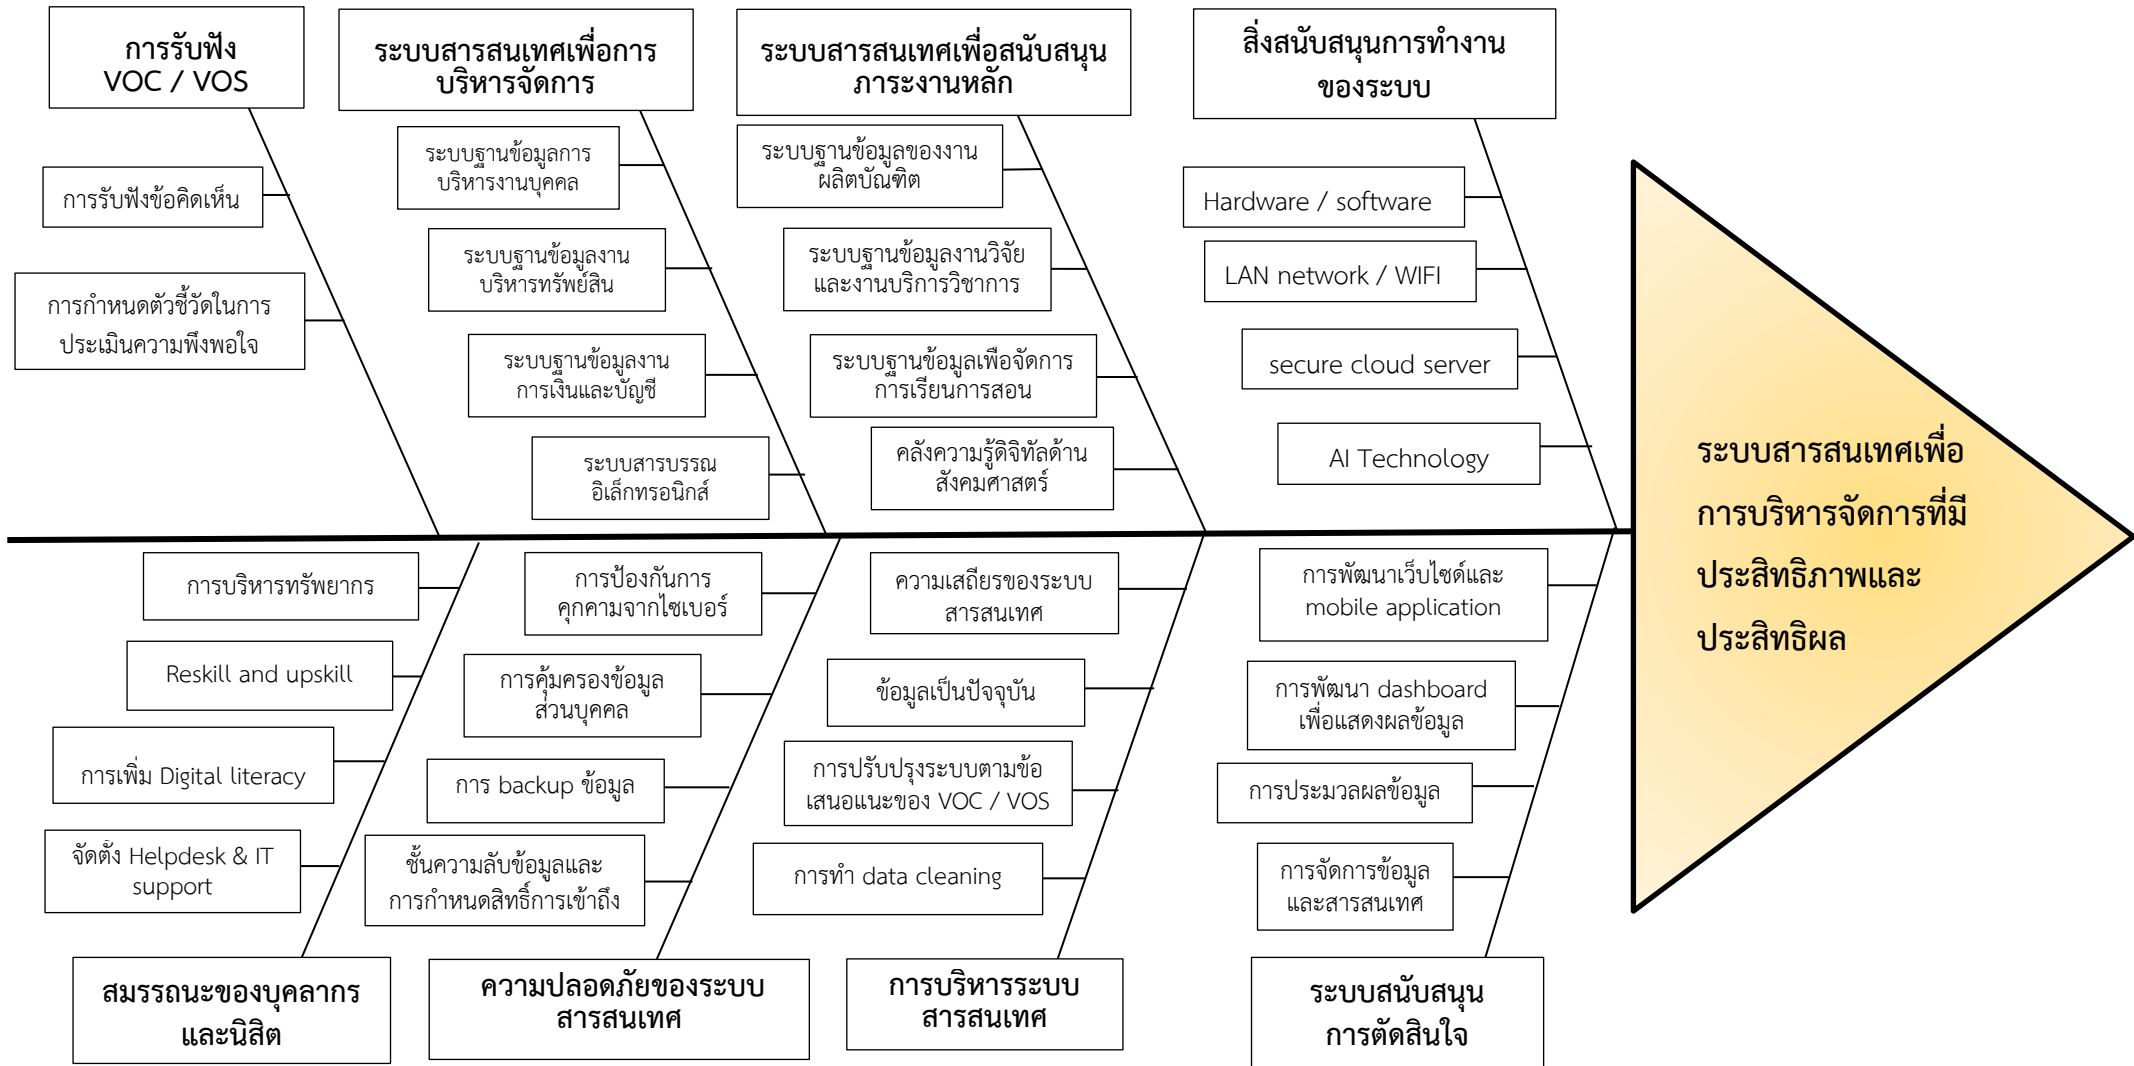 การรับฟัง
VOC / VOS
ระบบสารสนเทศเพื่อการ
บริหารจัดการ
ระบบสารสนเทศเพื่อสนับสนุน
ภาระงานหลัก
สิ่งสนับสนุนการทำงาน
ของระบบ
การรับฟังข้อคิดเห็น
การกำหนดตัวชี้วัดในการ
ประเมินความพึงพอใจ
ระบบฐานข้อมูลการ
บริหารงานบุคคล
ระบบฐานข้อมูลงาน
บริหารทรัพย์สิน
ระบบฐานข้อมูลงาน
การเงินและบัญชี
ระบบสารบรรณ
อิเล็กทรอนิกส์
ระบบฐานข้อมูลของงาน
ผลิตบัณฑิต
ระบบฐานข้อมูลงานวิจัย
และงานบริการวิชาการ
ระบบฐานข้อมูลเพื่อจัดการ
การเรียนการสอน
คลังความรู้ดิจิทัลด้าน
สังคมศาสตร์
Hardware / software
LAN network / WIFI
secure cloud server
AI Technology
ระบบสารสนเทศเพื่อ
การบริหารจัดการที่มี
ประสิทธิภาพและ
ประสิทธิผล
การบริหารทรัพยากร
Reskill and upskill
การเพิ่ม Digital literacy
จัดตั้ง Helpdesk & IT
support
การป้องกันการ
คุกคามจากไซเบอร์
การคุ้มครองข้อมูล
ส่วนบุคคล
การ backup ข้อมูล
ชั้นความลับข้อมูลและ
การกำหนดสิทธิ์การเข้าถึง
ความเสถียรของระบบ
สารสนเทศ
ข้อมูลเป็นปัจจุบัน
การปรับปรุงระบบตามข้อ
เสนอแนะของ VOC / VOS
การทำ data cleaning
การพัฒนาเว็บไซด์และ
mobile application
การพัฒนา dashboard
เพื่อแสดงผลข้อมูล
การประมวลผลข้อมูล
การจัดการข้อมูล
และสารสนเทศ
สมรรถนะของบุคลากร
และนิสิต
ความปลอดภัยของระบบ
สารสนเทศ
การบริหารระบบ
สารสนเทศ
ระบบสนับสนุน
การตัดสินใจ